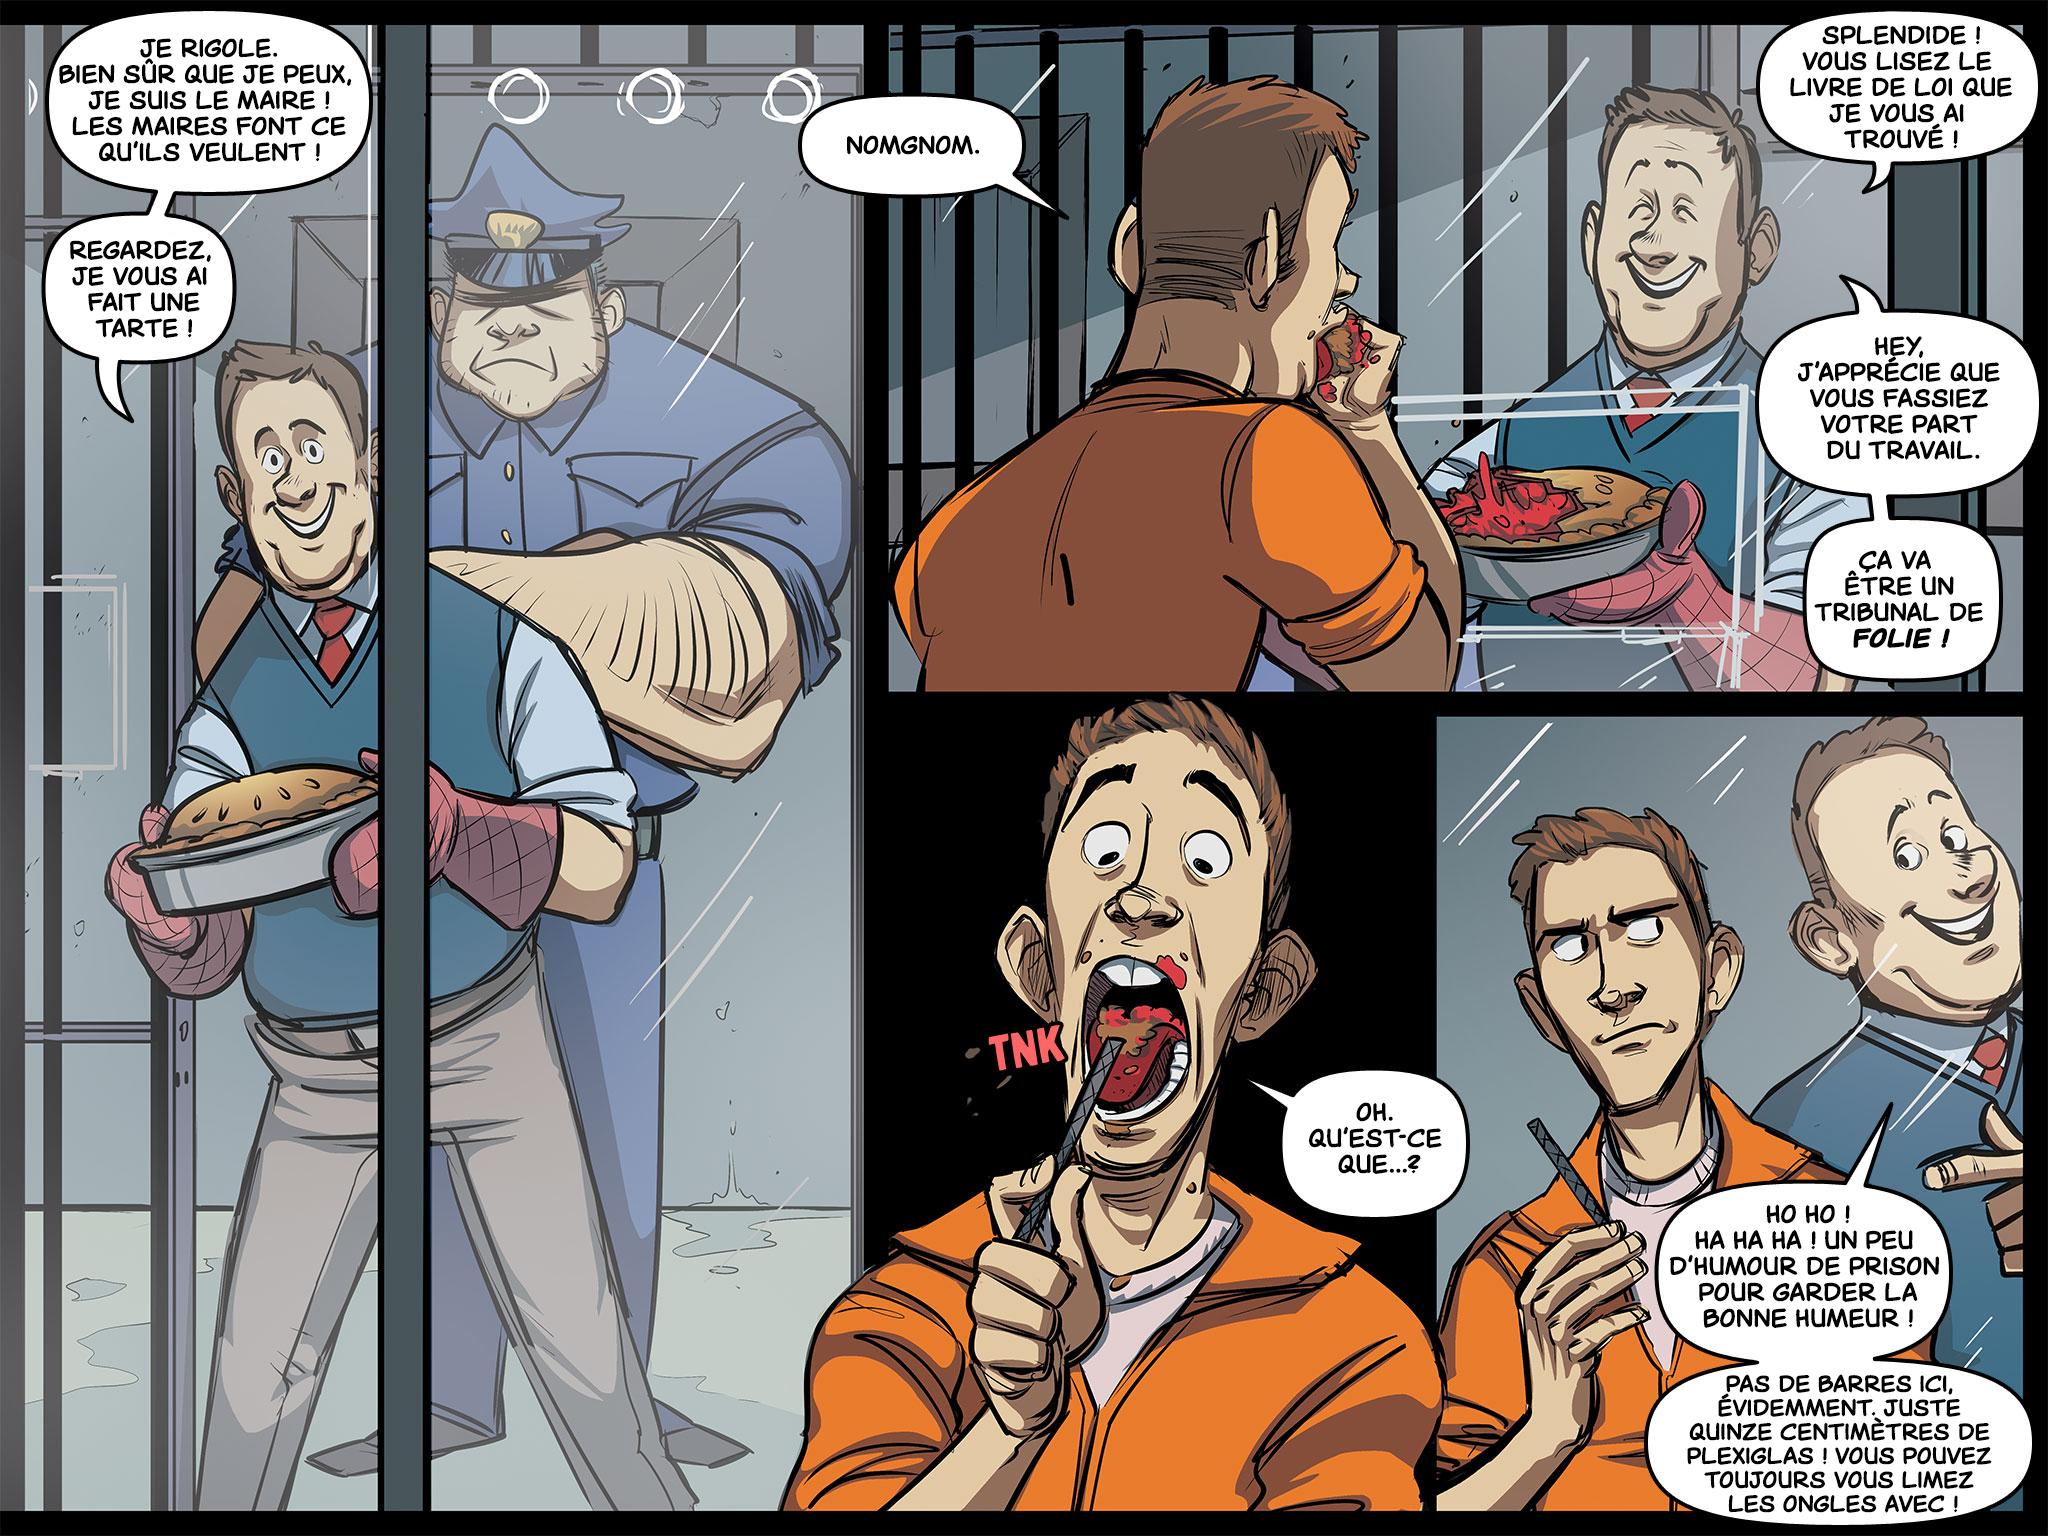 JE RIGOLE.
BIEN SÛR QUE JE PEUX,
JE SUIS LE MAIRE !
LES MAIRES FONT CE
QU'ILS VEULENT !
REGARDEZ,
JE VOUS AI
FAIT UNE
TARTE !
NOMGNOM.
SPLENDIDE !
VOUS LISEZ LE
LIVRE DE LOI QUE
JE VOUS AI
TROUVÉ !
HEY,
J'APPRÉCIE QUE
VOUS FASSIEZ
VOTRE PART
DU TRAVAIL.
ÇA VA
ÊTRE UN
TRIBUNAL DE
FOLIE !
TNK
OH.
QU'EST-CE
QUE...?
HO HO !
HA HA HA ! UN PEU
D'HUMOUR DE PRISON
POUR GARDER LA
BONNE HUMEUR !
PAS DE BARRES ICI,
ÉVIDEMMENT. JUSTE
QUINZE CENTIMÈTRES DE
PLEXIGLAS ! VOUS POUVEZ
TOUJOURS VOUS LIMEZ
LES ONGLES AVEC !